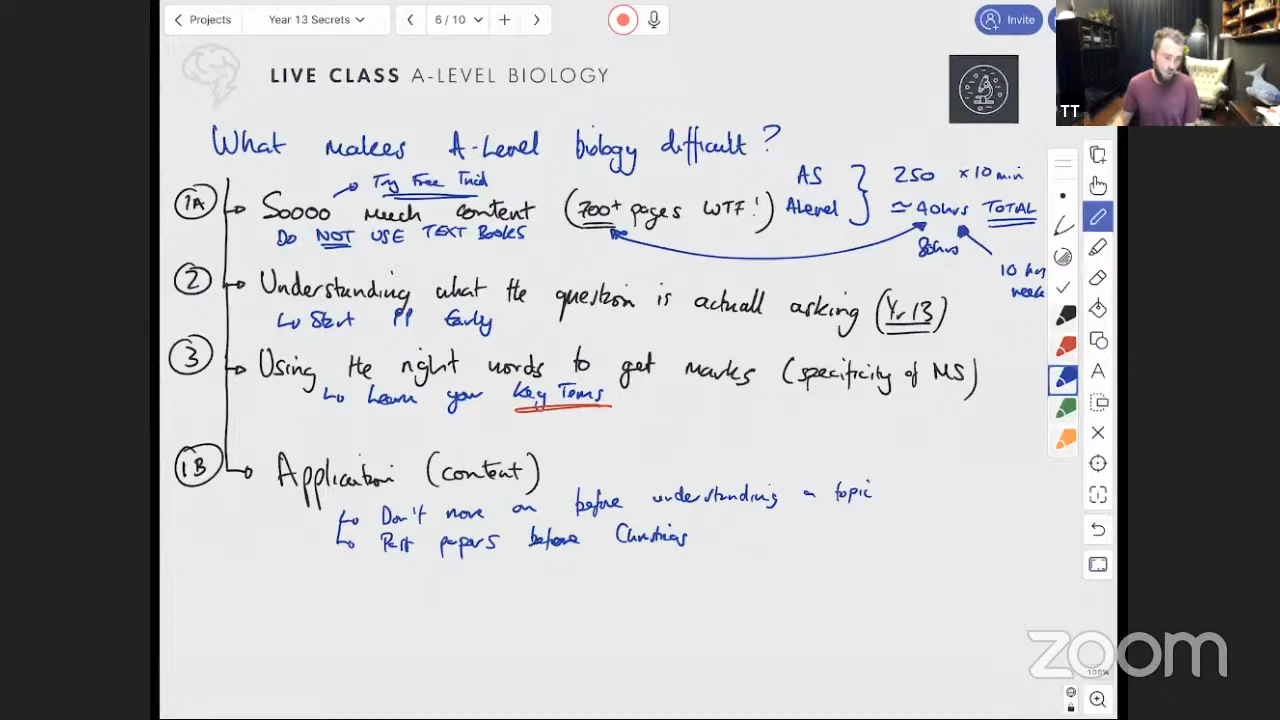 Projects
Year 13 Secrets
6 / 10
Invite
LIVE CLASS A-LEVEL BIOLOGY
TT
What makes A-Level biology difficult?
Try Free Trial
1A
Soooo much content (700+ pages WTF!)
AS
A Level
250 × 10 min
≈ 40hrs TOTAL
DO NOT USE TEXT BOOKS
80hrs
10 hrs
week
2
Understanding what the question is actuall asking (Yr 13)
Start PP Early
3
Using the right words to get marks (specificity of MS)
Learn your Key Terms
1B
Application (content)
Don't move on before understanding a topic
Past papers before Christmas
zoom
100%